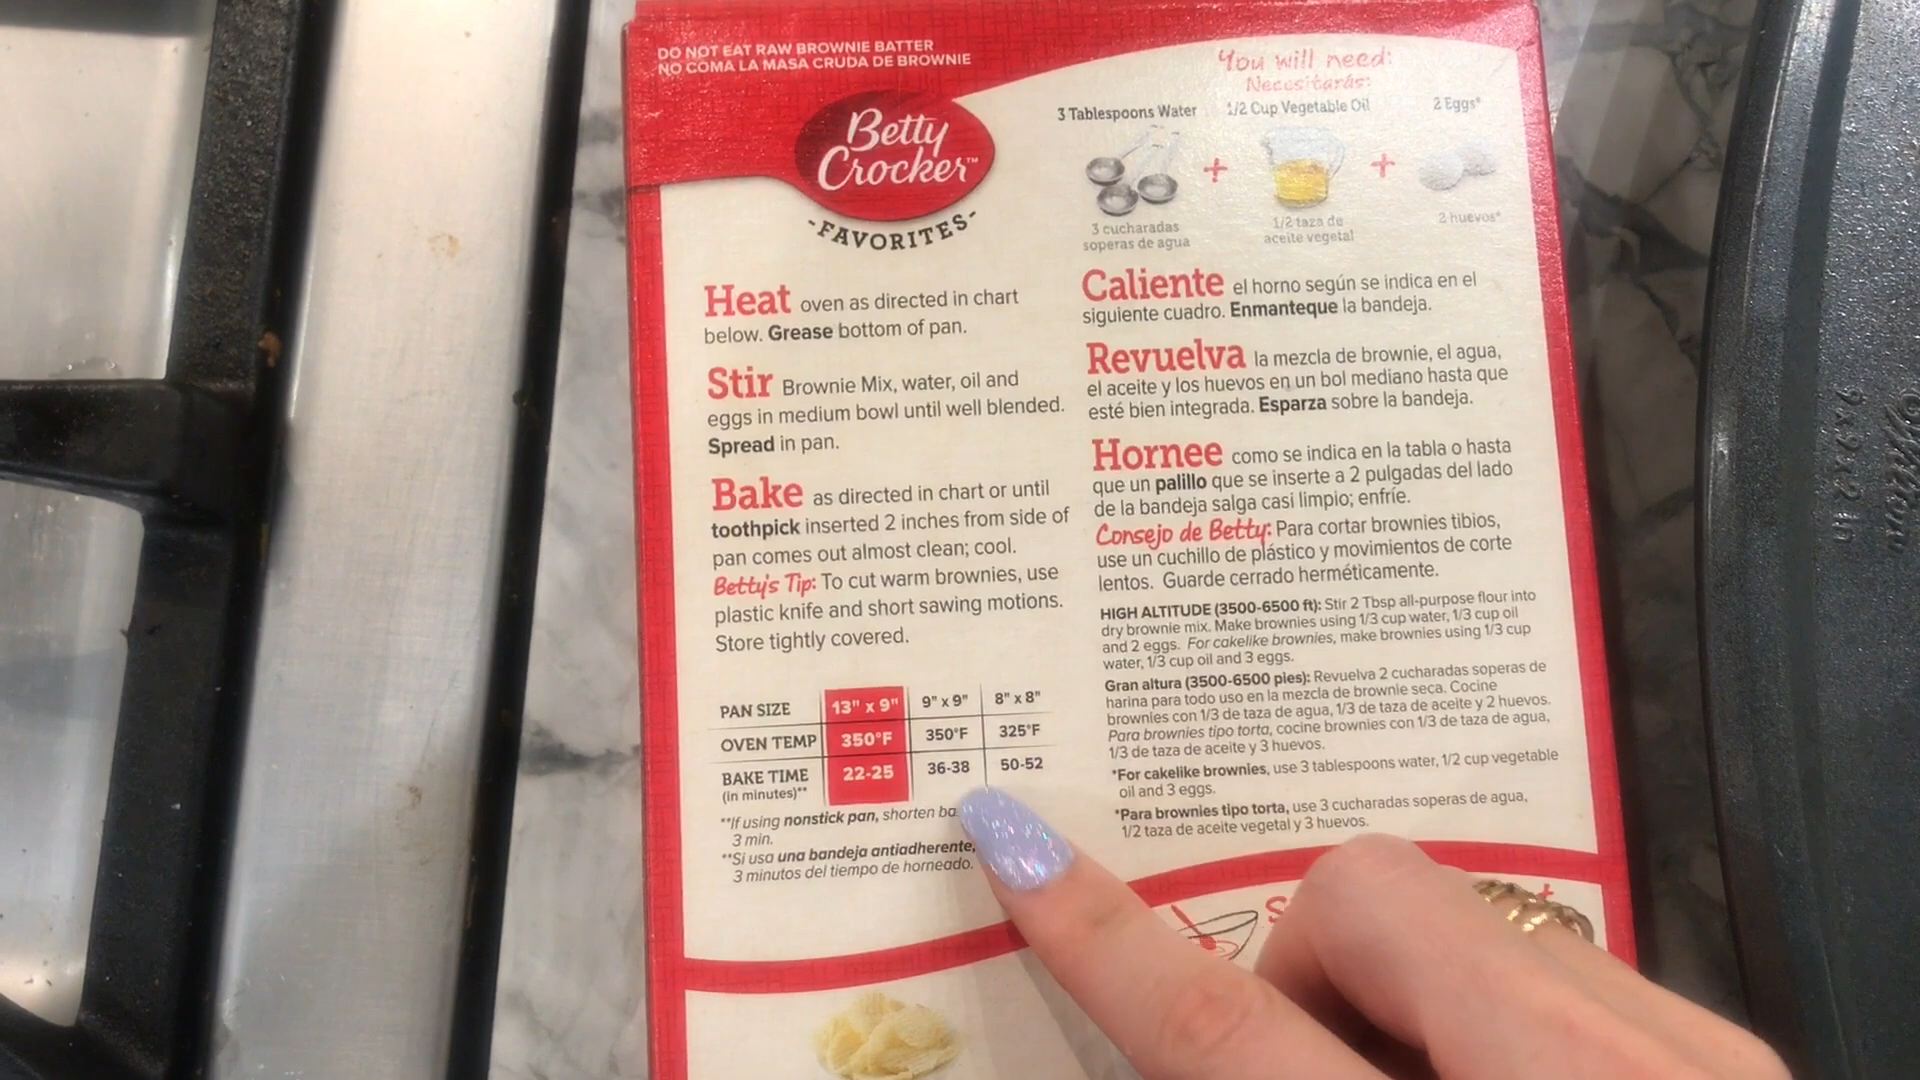 DO NOT EAT RAW BROWNIE BATTER
NO COMA LA MASA CRUDA DE BROWNIE
Betty
Crocker™
-FAVORITES-
You will need:
Necesitarás:
3 Tablespoons Water
1/2 Cup Vegetable Oil
2 Eggs*
+
+
3 cucharadas
soperas de agua
1/2 taza de
aceite vegetal
2 huevos*
Heat oven as directed in chart
below. Grease bottom of pan.
Stir Brownie Mix, water, oil and
eggs in medium bowl until well blended.
Spread in pan.
Bake as directed in chart or until
toothpick inserted 2 inches from side of
pan comes out almost clean; cool.
Betty's Tip: To cut warm brownies, use
plastic knife and short sawing motions.
Store tightly covered.
PAN SIZE 13" x 9" 9" x 9" 8" x 8"
OVEN TEMP 350°F 350°F 325°F
BAKE TIME 22-25 36-38 50-52
(in minutes)**
**If using nonstick pan, shorten
3 min.
**Si usa una bandeja antiadherente,
3 minutos del tiempo de horneado.
Caliente el horno según se indica en el
siguiente cuadro. Enmanteque la bandeja.
Revuelva la mezcla de brownie, el agua,
el aceite y los huevos en un bol mediano hasta que
esté bien integrada. Esparza sobre la bandeja.
Hornee como se indica en la tabla o hasta
que un palillo que se inserte a 2 pulgadas del lado
de la bandeja salga casi limpio; enfríe.
Consejo de Betty: Para cortar brownies tibios,
use un cuchillo de plástico y movimientos de corte
lentos. Guarde cerrado herméticamente.
HIGH ALTITUDE (3500-6500 ft): Stir 2 Tbsp all-purpose flour into
dry brownie mix. Make brownies using 1/3 cup water, 1/3 cup oil
and 2 eggs. For cakelike brownies, make brownies using 1/3 cup
water, 1/3 cup oil and 3 eggs.
Gran altura (3500-6500 pies): Revuelva 2 cucharadas soperas de
harina para todo uso en la mezcla de brownie seca. Cocine
brownies con 1/3 de taza de agua, 1/3 de taza de aceite y 2 huevos.
Para brownies tipo torta, cocine brownies con 1/3 de taza de agua,
1/3 de taza de aceite y 3 huevos.
*For cakelike brownies, use 3 tablespoons water, 1/2 cup vegetable
oil and 3 eggs.
*Para brownies tipo torta, use 3 cucharadas soperas de agua,
1/2 taza de aceite vegetal y 3 huevos.
Wilton
9 x 9 x 2 in